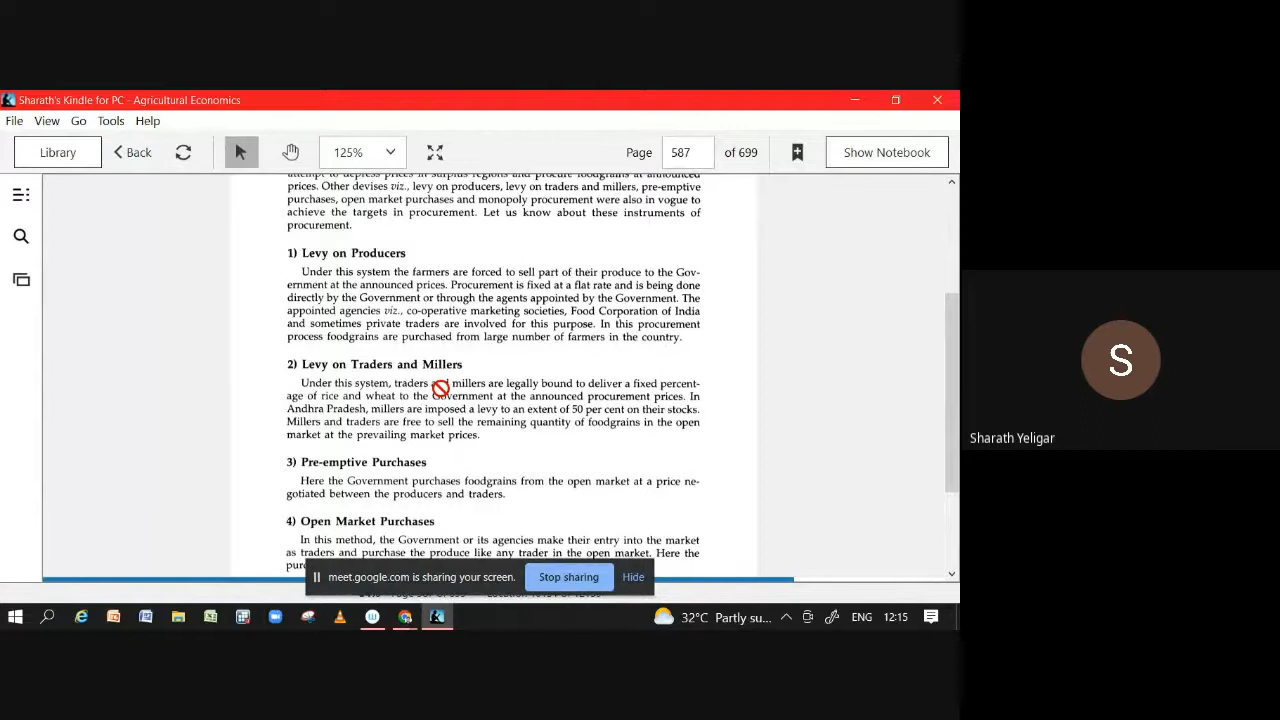 Sharath's Kindle for PC - Agricultural Economics
File View Go Tools Help
Library Back 125% Page 587 of 699 Show Notebook
attempt to depress prices in surplus regions and procure foodgrains at announced
prices. Other devises viz., levy on producers, levy on traders and millers, pre-emptive
purchases, open market purchases and monopoly procurement were also in vogue to
achieve the targets in procurement. Let us know about these instruments of
procurement.
1) Levy on Producers
Under this system the farmers are forced to sell part of their produce to the Gov-
ernment at the announced prices. Procurement is fixed at a flat rate and is being done
directly by the Government or through the agents appointed by the Government. The
appointed agencies viz., co-operative marketing societies, Food Corporation of India
and sometimes private traders are involved for this purpose. In this procurement
process foodgrains are purchased from large number of farmers in the country.
2) Levy on Traders and Millers
Under this system, traders and millers are legally bound to deliver a fixed percent-
age of rice and wheat to the Government at the announced procurement prices. In
Andhra Pradesh, millers are imposed a levy to an extent of 50 per cent on their stocks.
Millers and traders are free to sell the remaining quantity of foodgrains in the open
market at the prevailing market prices.
3) Pre-emptive Purchases
Here the Government purchases foodgrains from the open market at a price ne-
gotiated between the producers and traders.
4) Open Market Purchases
In this method, the Government or its agencies make their entry into the market
as traders and purchase the produce like any trader in the open market. Here the
meet.google.com is sharing your screen. Stop sharing Hide
32°C Partly su... ENG 12:15
S
Sharath Yeligar